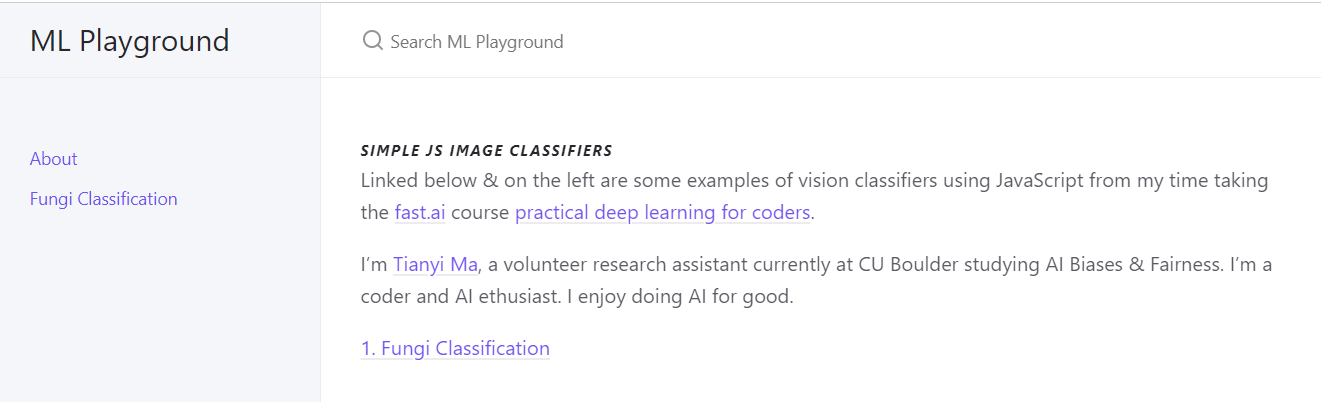 ML Playground
Search ML Playground
About
Fungi Classification
SIMPLE JS IMAGE CLASSIFIERS
Linked below & on the left are some examples of vision classifiers using JavaScript from my time taking
the fast.ai course practical deep learning for coders.
I’m Tianyi Ma, a volunteer research assistant currently at CU Boulder studying AI Biases & Fairness. I’m a
coder and AI ethusiast. I enjoy doing AI for good.
1. Fungi Classification